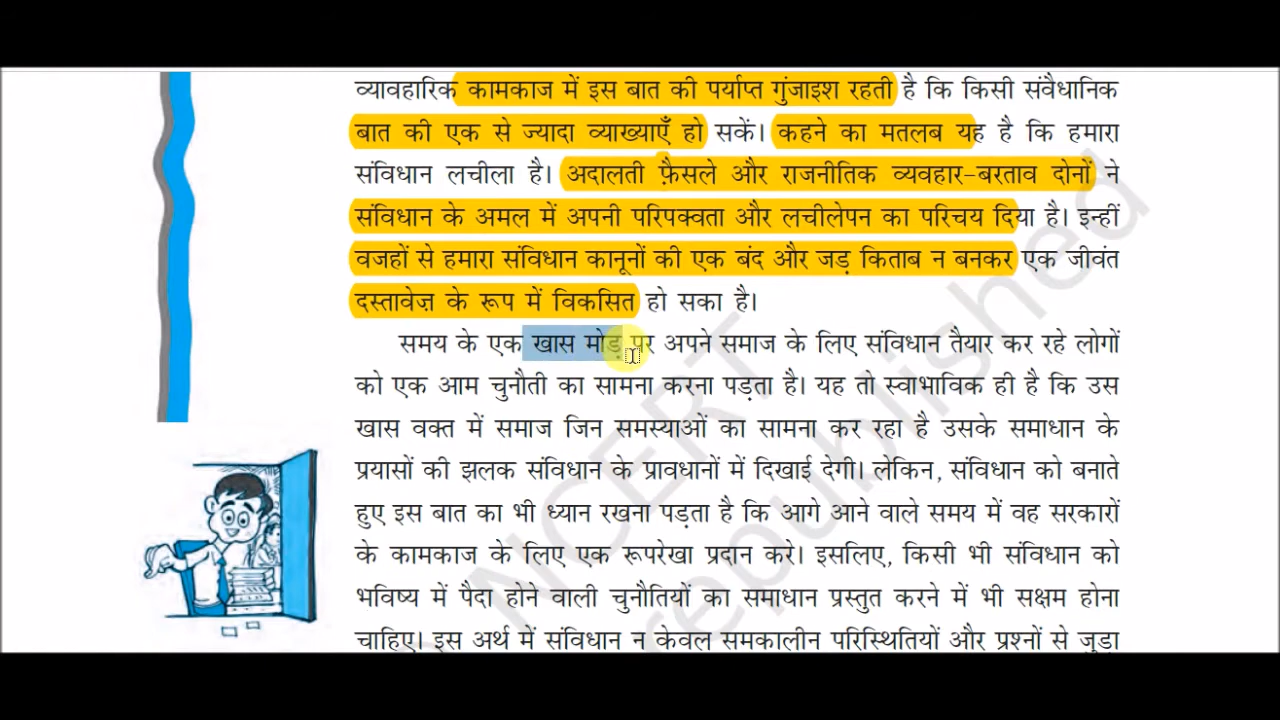 व्यावहारिक कामकाज में इस बात की पर्याप्त गुंजाइश रहती है कि किसी संवैधानिक
बात की एक से ज्यादा व्याख्याएँ हो सकें। कहने का मतलब यह है कि हमारा
संविधान लचीला है। अदालती फ़ैसले और राजनीतिक व्यवहार-बरताव दोनों ने
संविधान के अमल में अपनी परिपक्वता और लचीलेपन का परिचय दिया है। इन्हीं
वजहों से हमारा संविधान कानूनों की एक बंद और जड़ किताब न बनकर एक जीवंत
दस्तावेज़ के रूप में विकसित हो सका है।
समय के एक खास मोड़ पर अपने समाज के लिए संविधान तैयार कर रहे लोगों
को एक आम चुनौती का सामना करना पड़ता है। यह तो स्वाभाविक ही है कि उस
खास वक्त में समाज जिन समस्याओं का सामना कर रहा है उसके समाधान के
प्रयासों की झलक संविधान के प्रावधानों में दिखाई देगी। लेकिन, संविधान को बनाते
हुए इस बात का भी ध्यान रखना पड़ता है कि आगे आने वाले समय में वह सरकारों
के कामकाज के लिए एक रूपरेखा प्रदान करे। इसलिए, किसी भी संविधान को
भविष्य में पैदा होने वाली चुनौतियों का समाधान प्रस्तुत करने में भी सक्षम होना
चाहिए। इस अर्थ में संविधान न केवल समकालीन परिस्थितियों और प्रश्नों से जुड़ा
NCERT
republished